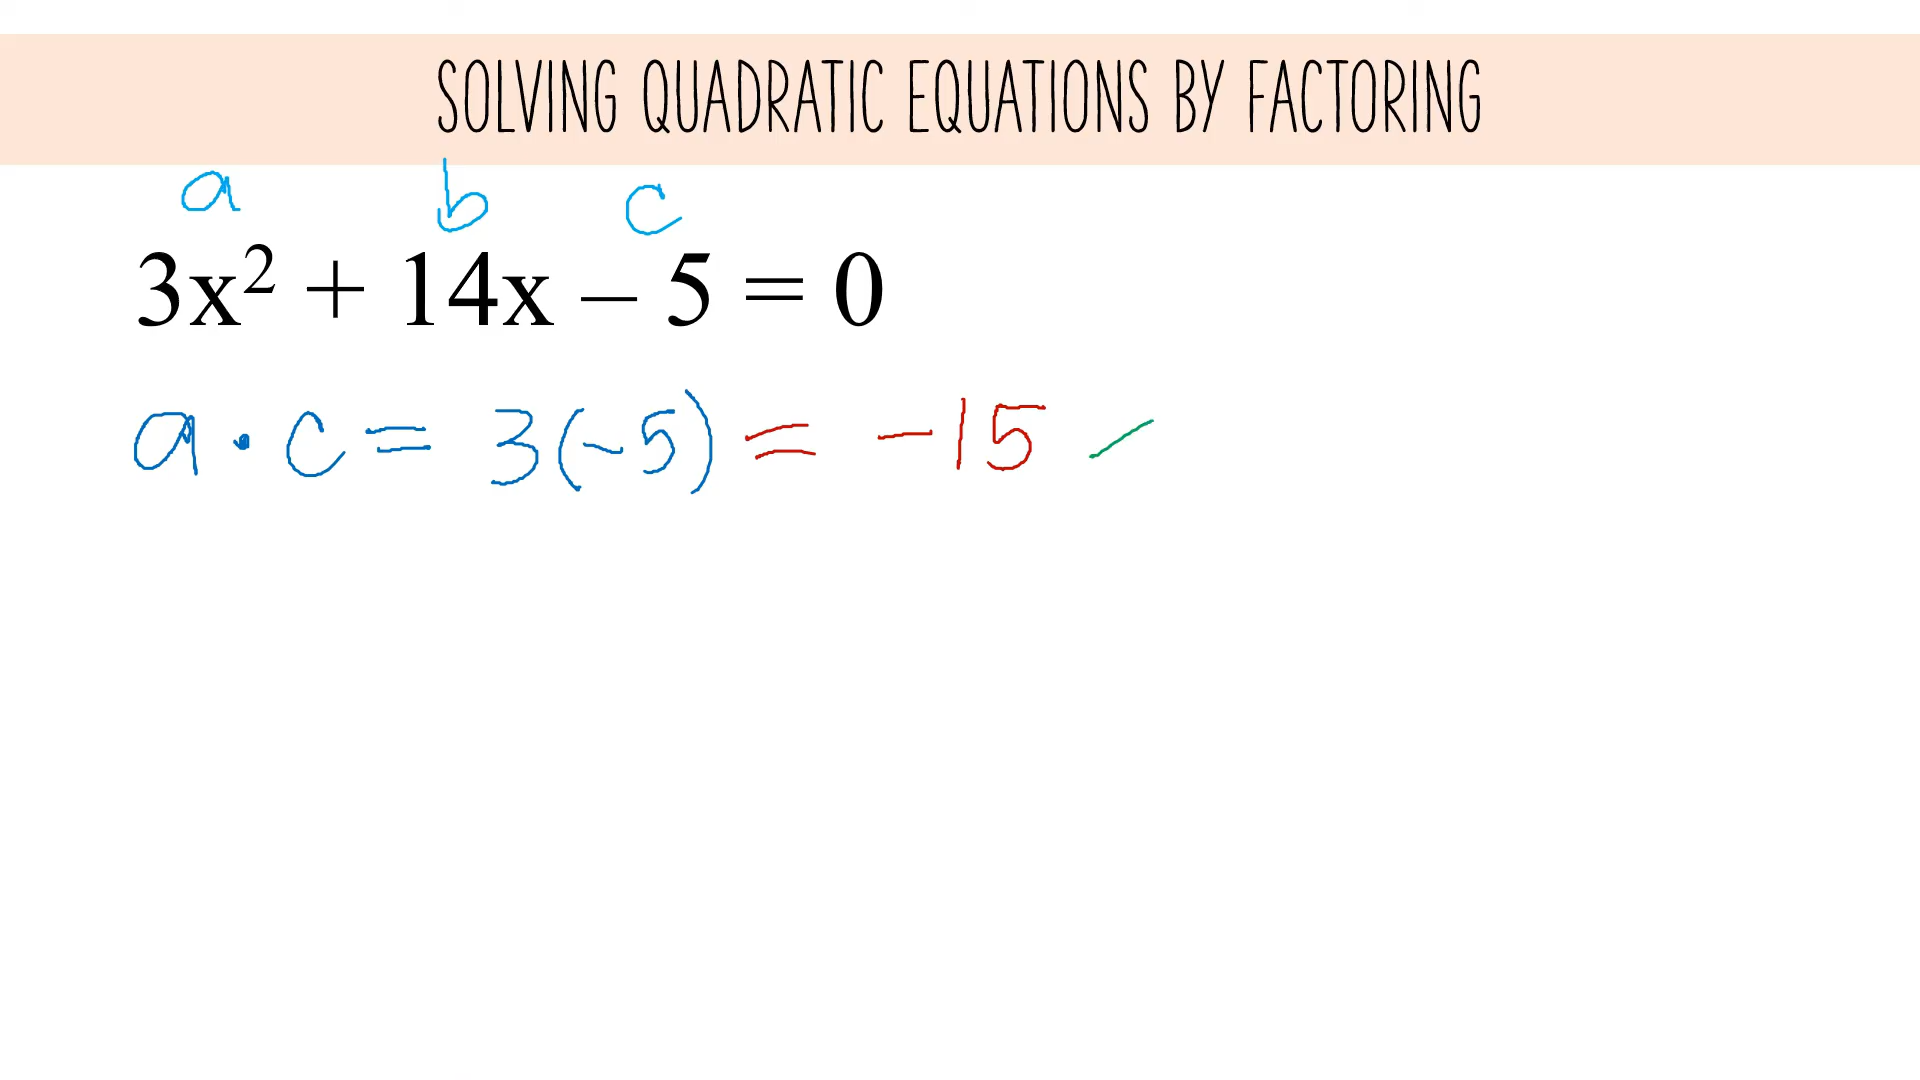 SOLVING QUADRATIC EQUATIONS BY FACTORING
a b c
3x² + 14x – 5 = 0
a · c = 3(-5) = -15